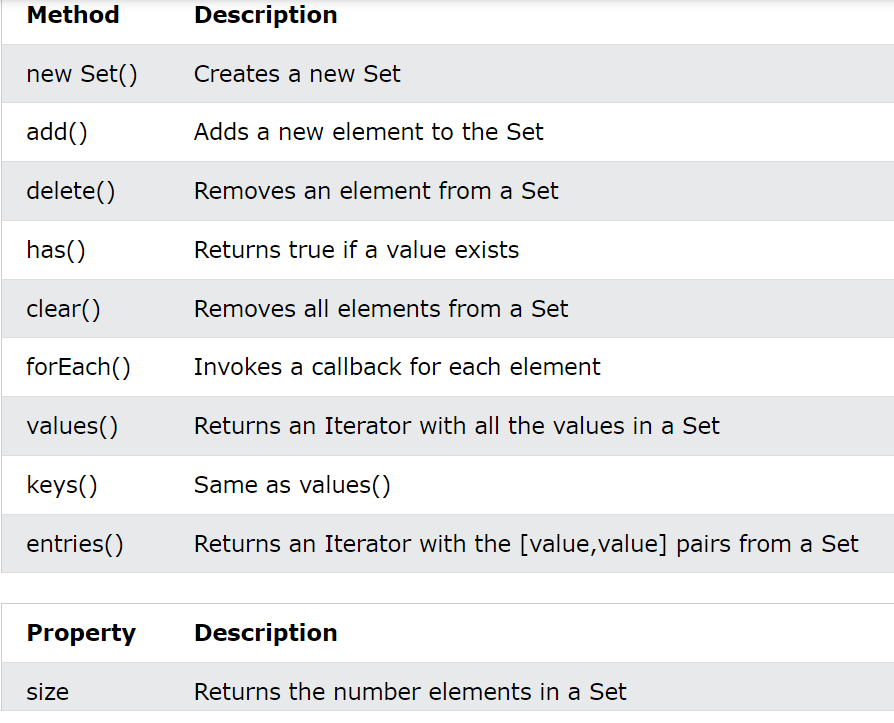 Method Description
new Set() Creates a new Set
add() Adds a new element to the Set
delete() Removes an element from a Set
has() Returns true if a value exists
clear() Removes all elements from a Set
forEach() Invokes a callback for each element
values() Returns an Iterator with all the values in a Set
keys() Same as values()
entries() Returns an Iterator with the [value,value] pairs from a Set
Property Description
size Returns the number elements in a Set